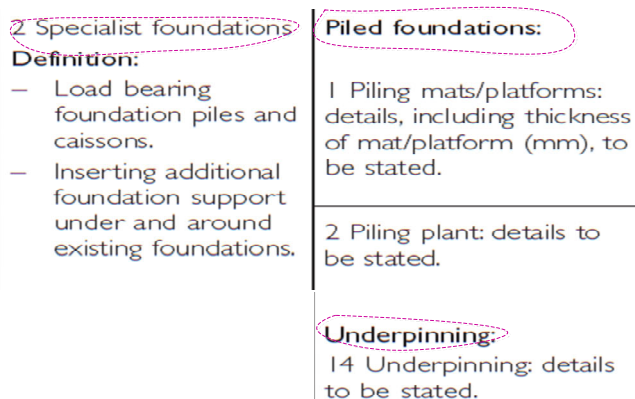 2 Specialist foundations
Definition:
– Load bearing
foundation piles and
caissons.
– Inserting additional
foundation support
under and around
existing foundations.
Piled foundations:
1 Piling mats/platforms:
details, including thickness
of mat/platform (mm), to
be stated.
2 Piling plant: details to
be stated.
Underpinning:
14 Underpinning: details
to be stated.